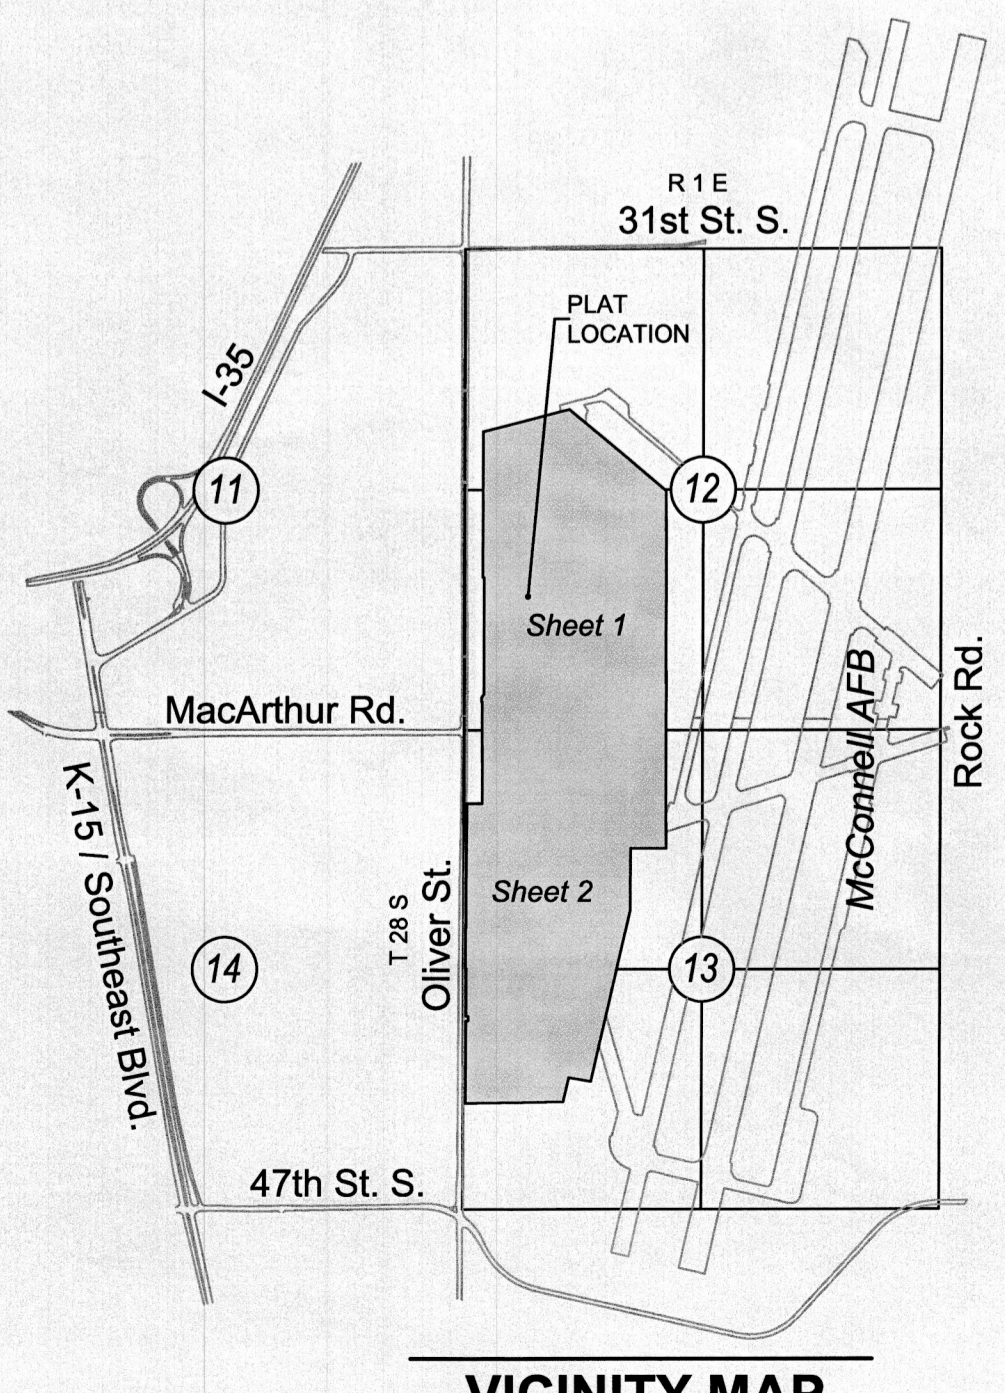 R 1 E
31st St. S.
PLAT
LOCATION
I-35
11
12
Sheet 1
MacArthur Rd.
McConnell AFB
Rock Rd.
K-15 / Southeast Blvd.
Sheet 2
T 28 S
Oliver St.
14
13
47th St. S.
VICINITY MAP